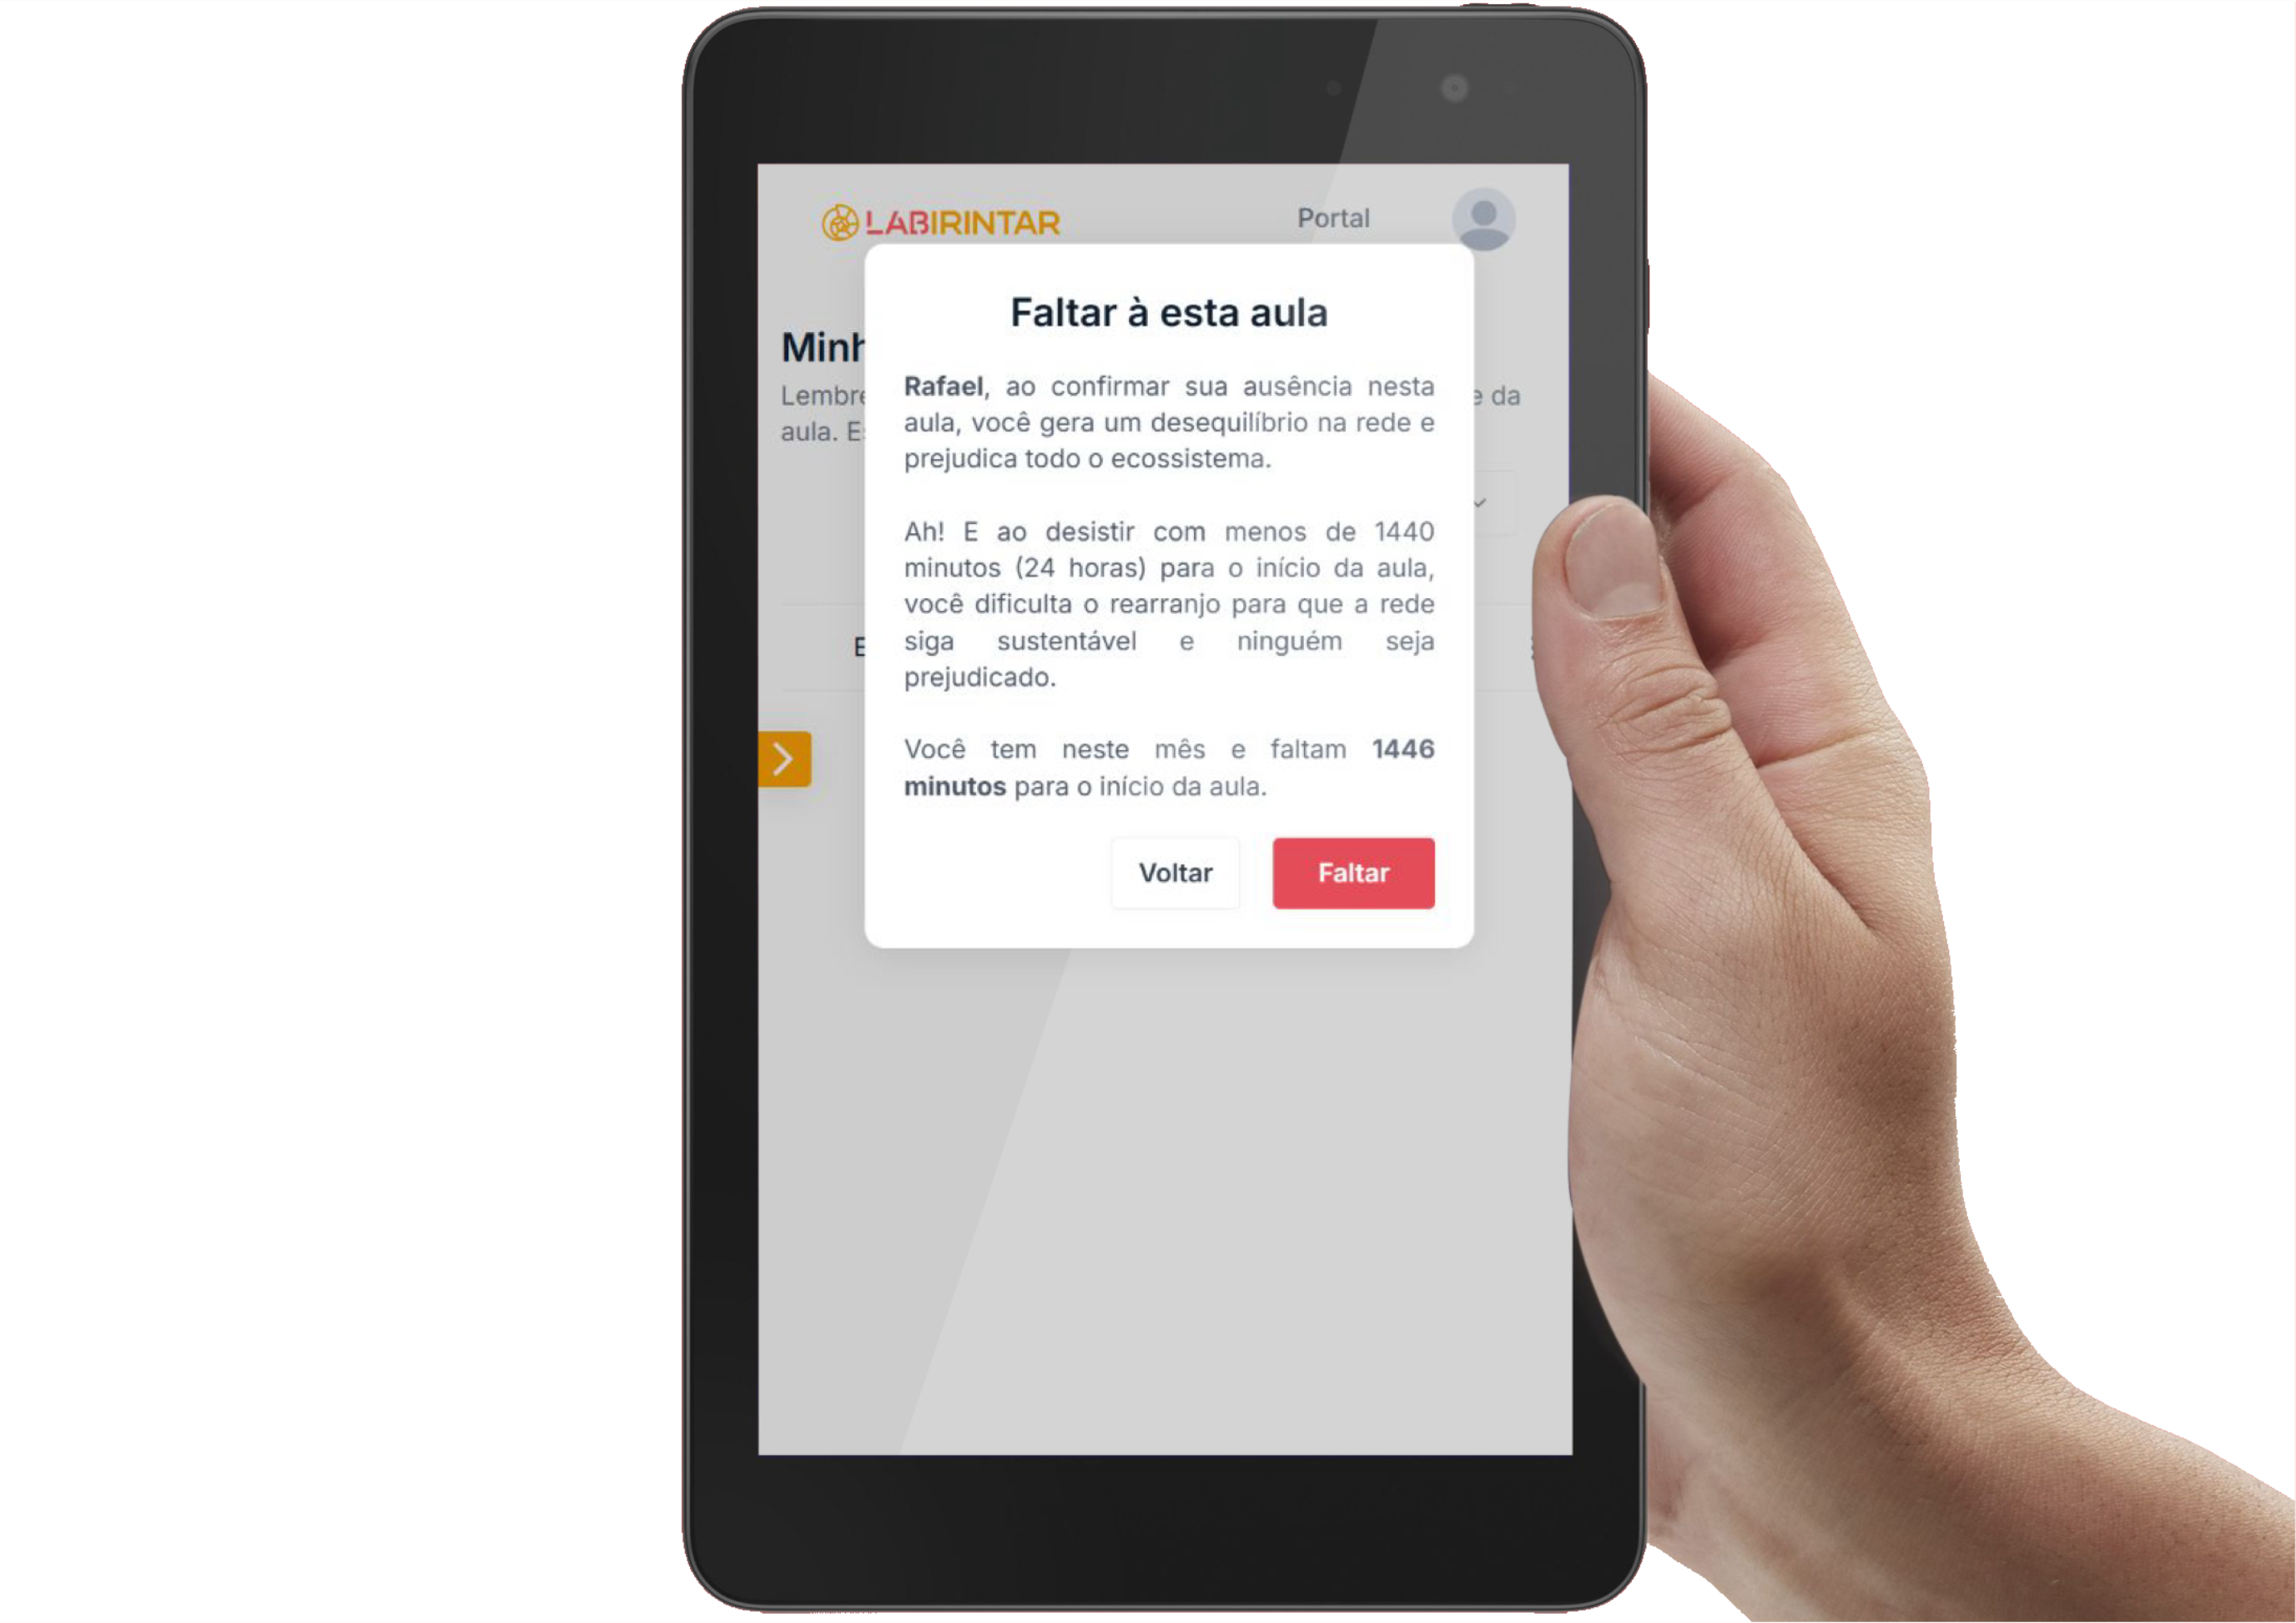 LABIRINTAR
Portal
Faltar à esta aula
Rafael, ao confirmar sua ausência nesta
aula, você gera um desequilíbrio na rede e
prejudica todo o ecossistema.
Ah! E ao desistir com menos de 1440
minutos (24 horas) para o início da aula,
você dificulta o rearranjo para que a rede
siga sustentável e ninguém seja
prejudicado.
Você tem neste mês e faltam 1446
minutos para o início da aula.
Voltar
Faltar
Minh
Lembre
e da
aula. E